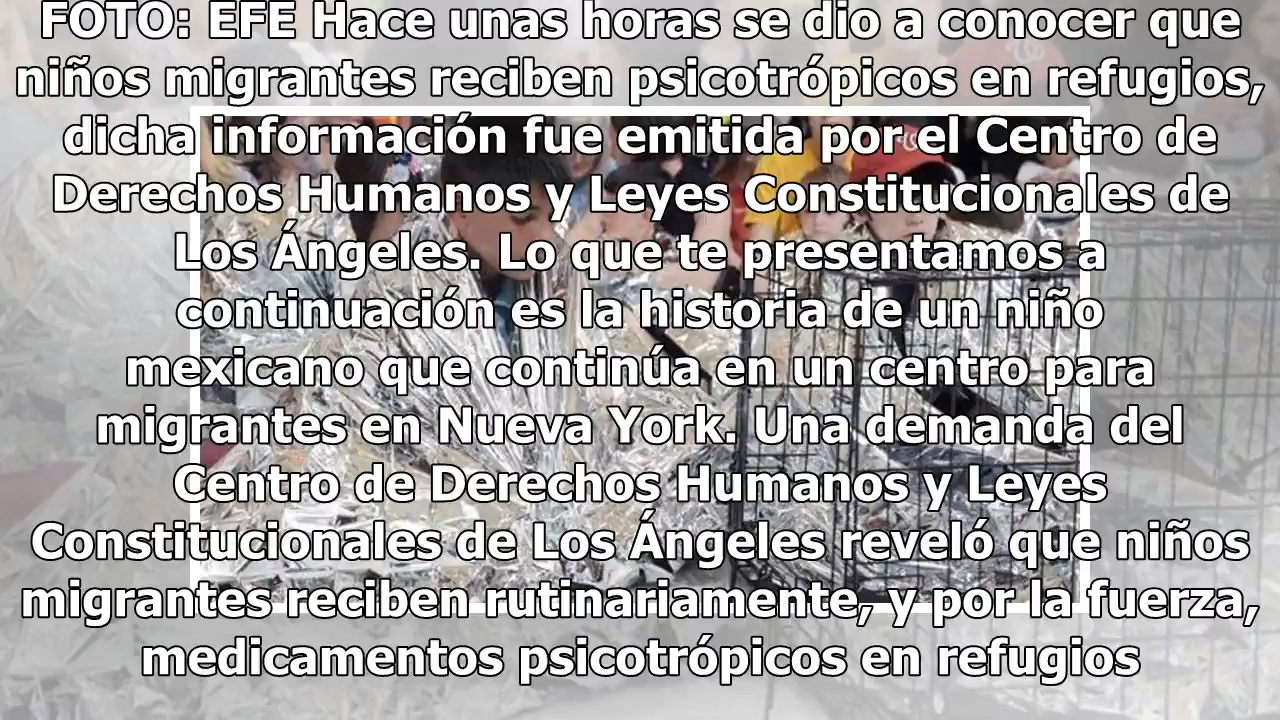 FOTO: EFE Hace unas horas se dio a conocer que
niños migrantes reciben psicotrópicos en refugios,
dicha información fue emitida por el Centro de
Derechos Humanos y Leyes Constitucionales de
Los Ángeles. Lo que te presentamos a
continuación es la historia de un niño
mexicano que continúa en un centro para
migrantes en Nueva York. Una demanda del
Centro de Derechos Humanos y Leyes
Constitucionales de Los Ángeles reveló que niños
migrantes reciben rutinariamente, y por la fuerza,
medicamentos psicotrópicos en refugios